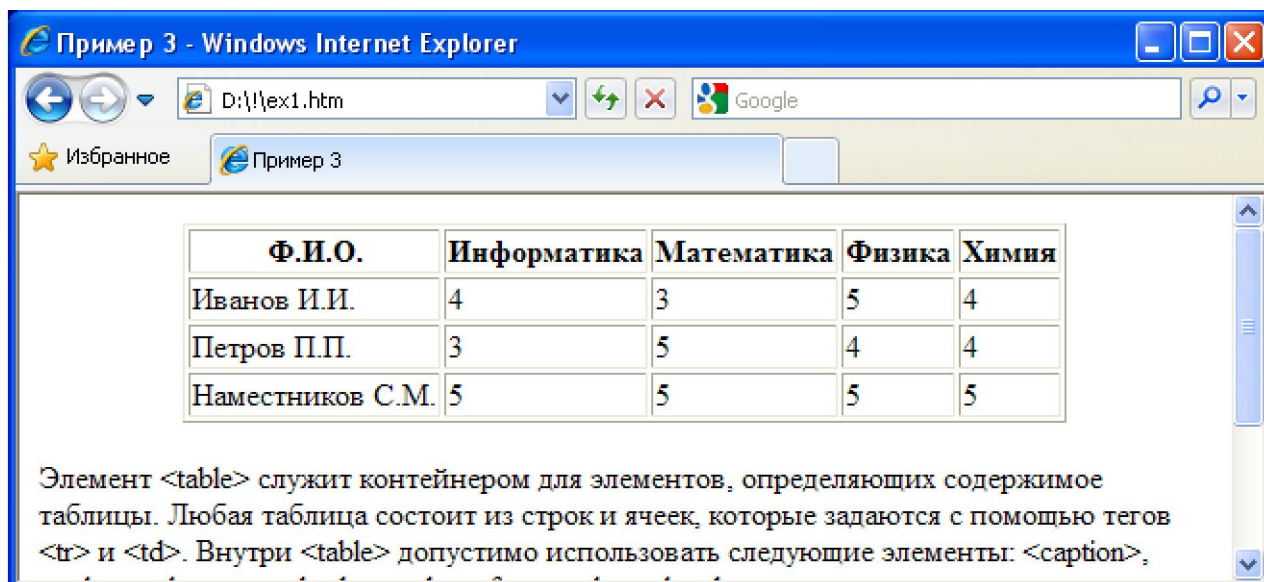 Пример 3 - Windows Internet Explorer
D:\!\ex1.htm
Google
Избранное
Пример 3
Ф.И.О. Информатика Математика Физика Химия
Иванов И.И. 4 3 5 4
Петров П.П. 3 5 4 4
Наместников С.М. 5 5 5 5
Элемент <table> служит контейнером для элементов, определяющих содержимое
таблицы. Любая таблица состоит из строк и ячеек, которые задаются с помощью тегов
<tr> и <td>. Внутри <table> допустимо использовать следующие элементы: <caption>,